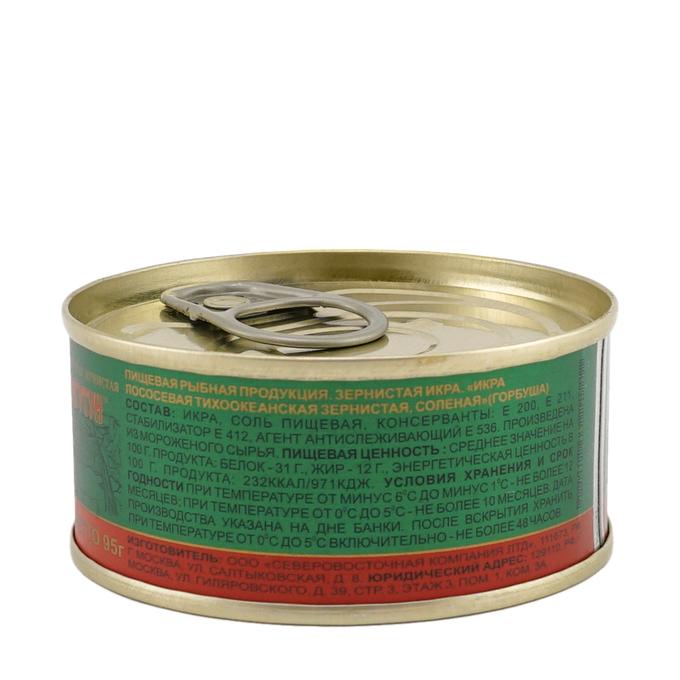 ЗЕРНИСТАЯ
95г
ПИЩЕВАЯ РЫБНАЯ ПРОДУКЦИЯ. ЗЕРНИСТАЯ ИКРА. «ИКРА
ЛОСОСЕВАЯ ТИХООКЕАНСКАЯ ЗЕРНИСТАЯ, СОЛЕНАЯ»(ГОРБУША)
СОСТАВ: ИКРА, СОЛЬ ПИЩЕВАЯ, КОНСЕРВАНТЫ: Е 200, Е 211,
СТАБИЛИЗАТОР Е 412, АГЕНТ АНТИСЛЕЖИВАЮЩИЙ Е 536. ПРОИЗВЕДЕНА
ИЗ МОРОЖЕНОГО СЫРЬЯ. ПИЩЕВАЯ ЦЕННОСТЬ : СРЕДНЕЕ ЗНАЧЕНИЕ НА
100 Г. ПРОДУКТА: БЕЛОК - 31 Г., ЖИР - 12 Г., ЭНЕРГЕТИЧЕСКАЯ ЦЕННОСТЬ В
100 Г. ПРОДУКТА: 232ККАЛ/971КДЖ. УСЛОВИЯ ХРАНЕНИЯ И СРОК
ГОДНОСТИ ПРИ ТЕМПЕРАТУРЕ ОТ МИНУС 6°С ДО МИНУС 1°С - НЕ БОЛЕЕ 12
МЕСЯЦЕВ; ПРИ ТЕМПЕРАТУРЕ ОТ 0°С ДО 5°С - НЕ БОЛЕЕ 10 МЕСЯЦЕВ. ДАТА
ПРОИЗВОДСТВА, УКАЗАНА НА ДНЕ БАНКИ. ПОСЛЕ ВСКРЫТИЯ ХРАНИТЬ
ПРИ ТЕМПЕРАТУРЕ ОТ 0°С ДО 5°С ВКЛЮЧИТЕЛЬНО - НЕ БОЛЕЕ 48 ЧАСОВ.
ИЗГОТОВИТЕЛЬ: ООО «СЕВЕРОВОСТОЧНАЯ КОМПАНИЯ ЛТД», 111673, РФ,
Г. МОСКВА, УЛ. САЛТЫКОВСКАЯ, Д. 8. ЮРИДИЧЕСКИЙ АДРЕС: 129110, РФ, Г.
МОСКВА, УЛ. ГИЛЯРОВСКОГО, Д. 39, СТР. 3, ЭТАЖ 3, ПОМ. 1, КОМ. 3А.